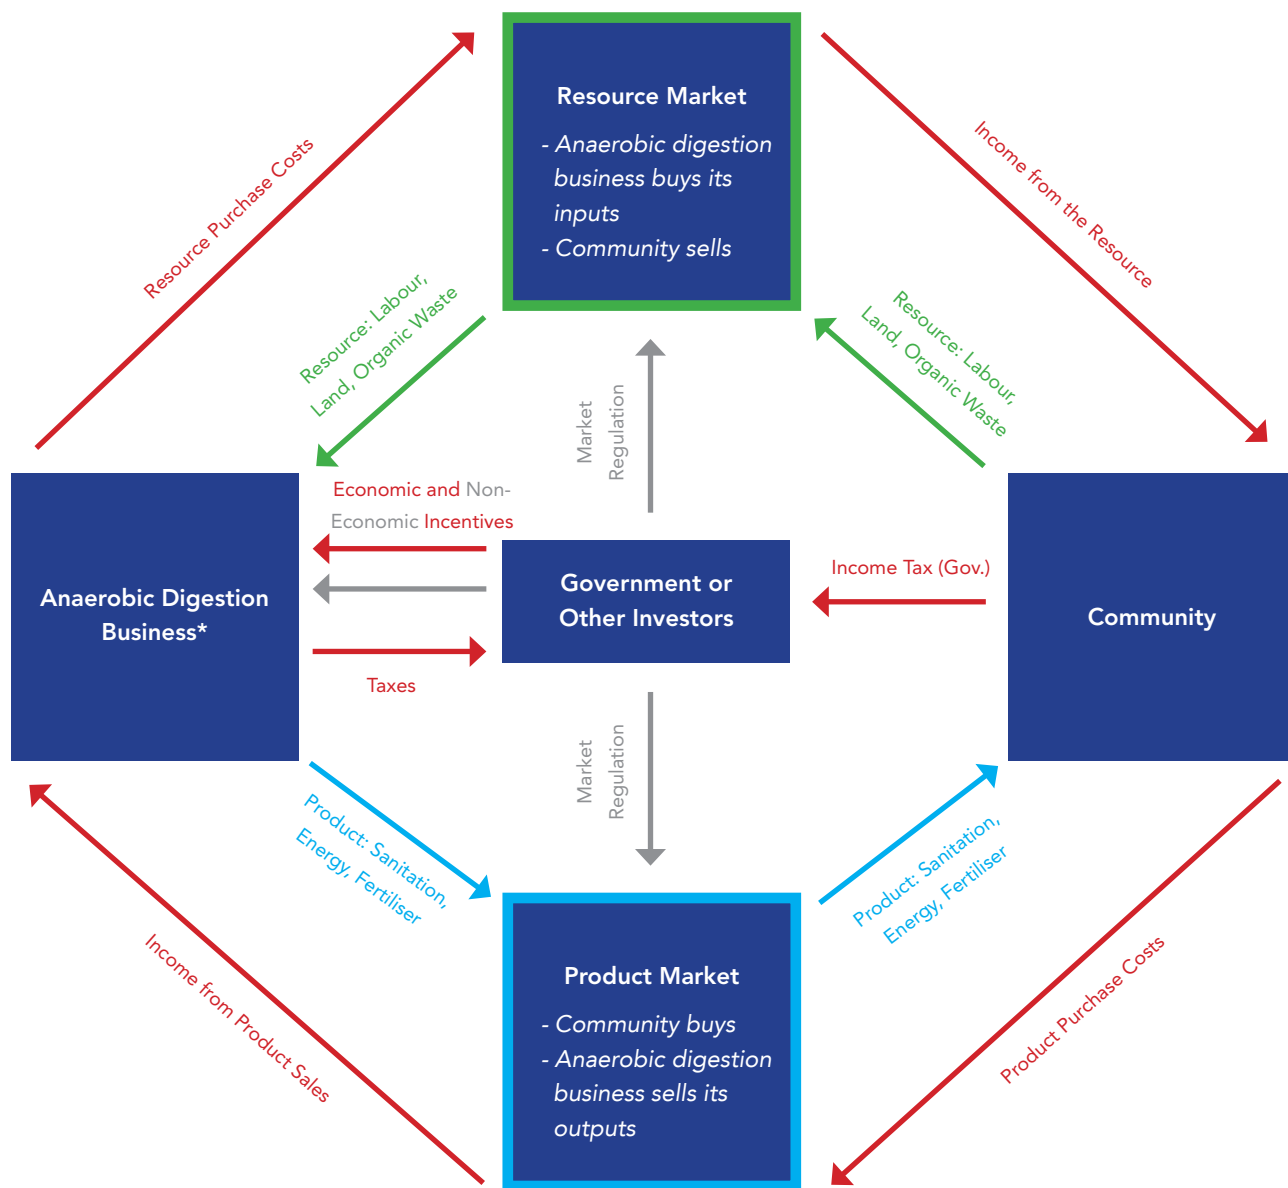 Resource Market
- Anaerobic digestion
business buys its
inputs
- Community sells
Resource Purchase Costs
Income from the Resource
Resource: Labour,
Land, Organic Waste
Resource: Labour,
Land, Organic Waste
Market
Regulation
Economic and Non-
Economic Incentives
Anaerobic Digestion
Business*
Government or
Other Investors
Income Tax (Gov.)
Community
Taxes
Market
Regulation
Product: Sanitation,
Energy, Fertiliser
Product: Sanitation,
Energy, Fertiliser
Income from Product Sales
Product Purchase Costs
Product Market
- Community buys
- Anaerobic digestion
business sells its
outputs